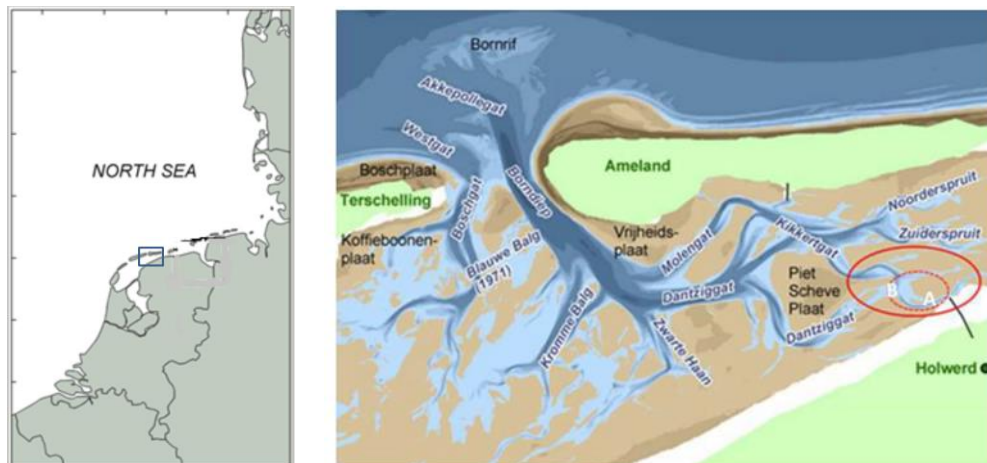 NORTH SEA
Bornrif
Akkepollegat
Westgat
Boschplaat
Terschelling
Koffieboonen-
plaat
Boschgat
Blauwe Balg
(1971)
Borndiep
Ameland
Vrijheids-
plaat
Molengat
Kikkertgat
Noorderspruit
Zuiderspruit
Dantziggat
Piet
Scheve
Plaat
B
A
Kromme Balg
Zwarte Haan
Dantziggat
Holwerd